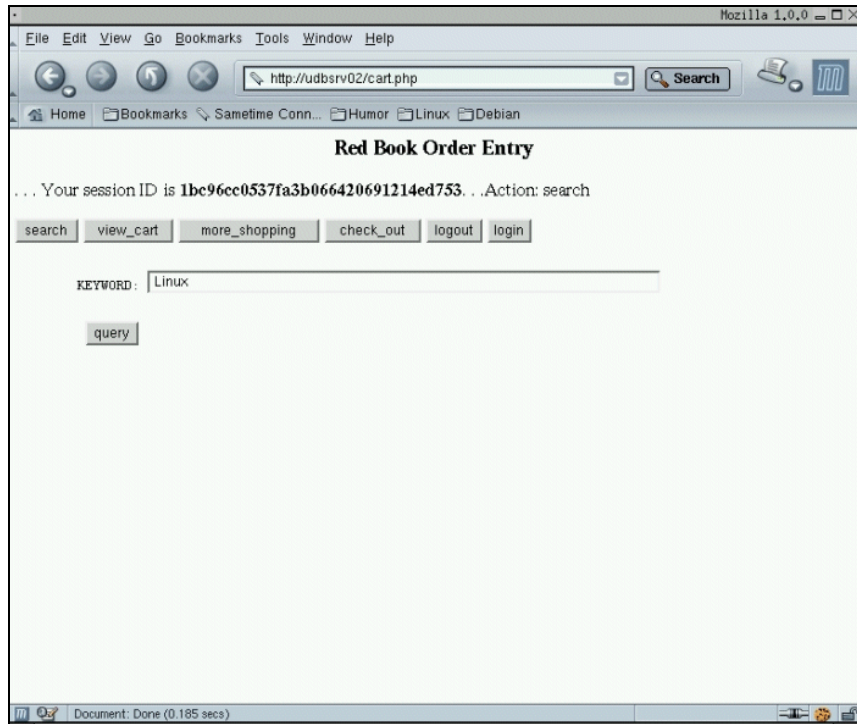 Mozilla 1.0.0
File Edit View Go Bookmarks Tools Window Help
http://udbsrv02/cart.php Search
Home Bookmarks Sametime Conn... Humor Linux Debian
Red Book Order Entry
. . . Your session ID is 1bc96cc0537fa3b066420691214ed753. . .Action: search
search view_cart more_shopping check_out logout login
KEYWORD: Linux
query
Document: Done (0.185 secs)